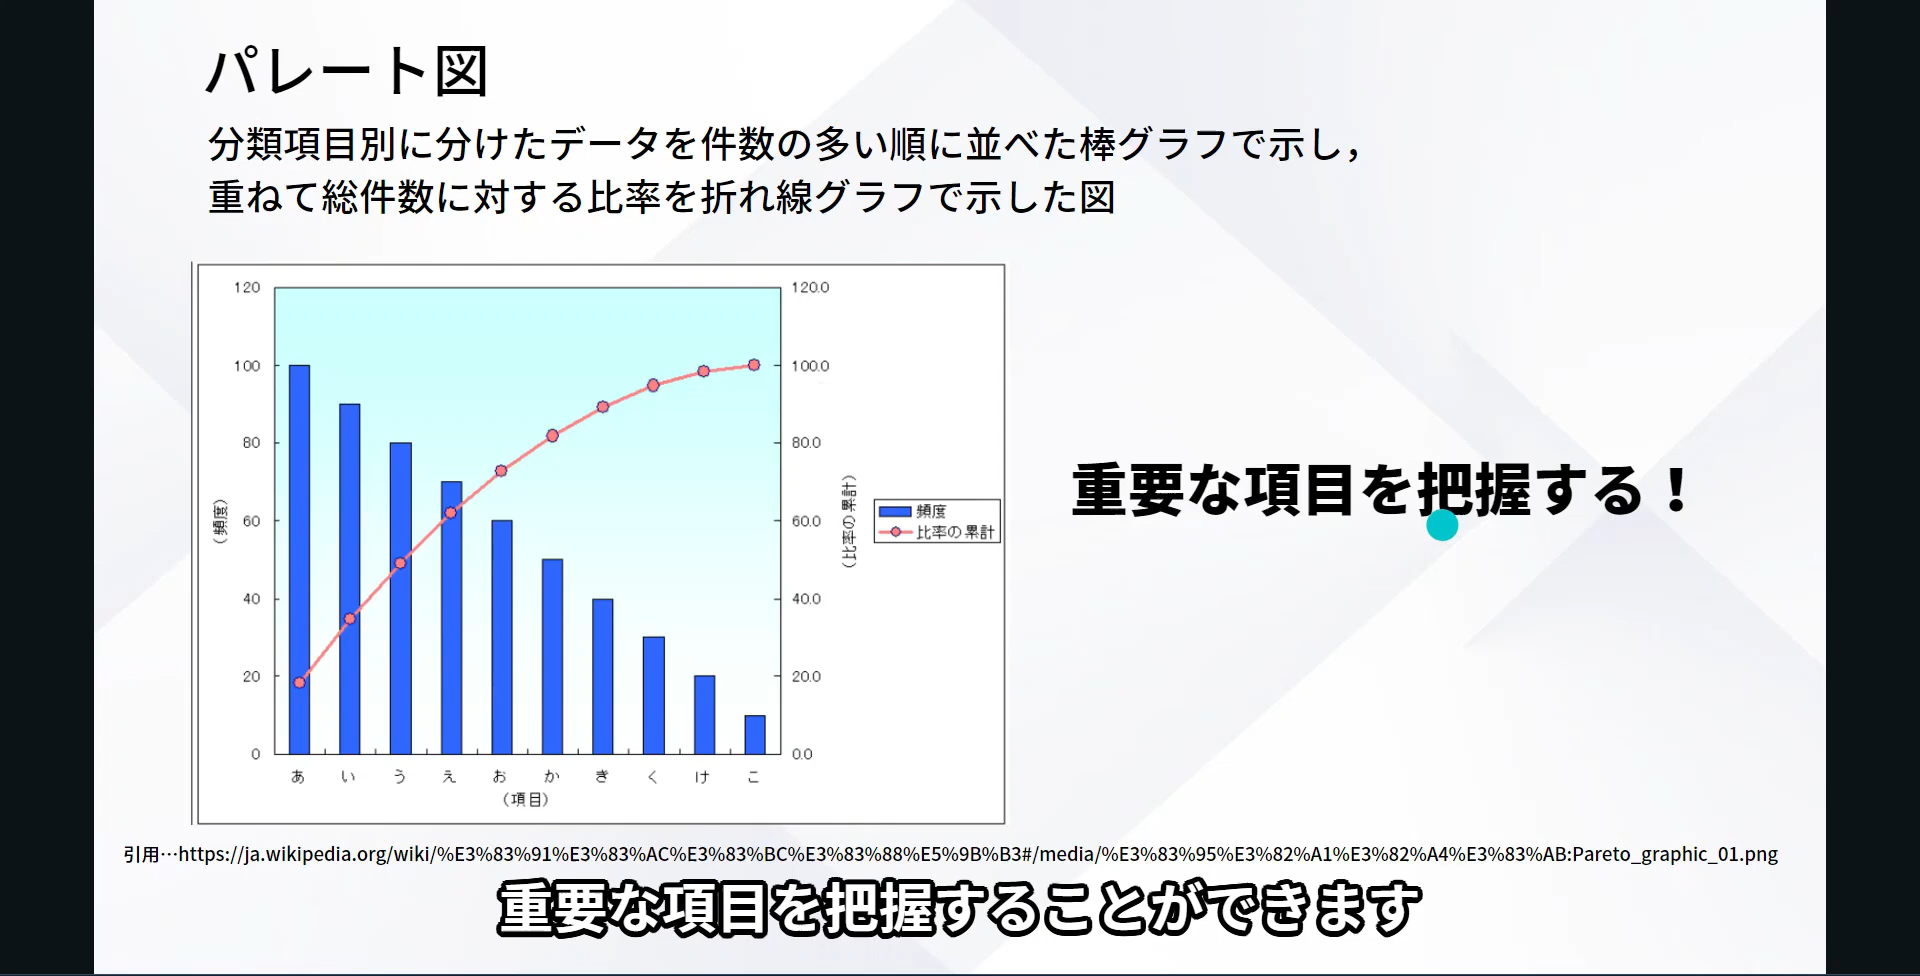 パレート図
分類項目別に分けたデータを件数の多い順に並べた棒グラフで示し，
重ねて総件数に対する比率を折れ線グラフで示した図
120
100
80
60
40
20
0
（頻度）
120.0
100.0
80.0
60.0
40.0
20.0
0.0
（比率の累計）
頻度
比率の累計
あ い う え お か き く け こ
（項目）
重要な項目を把握する！
引用…https://ja.wikipedia.org/wiki/%E3%83%91%E3%83%AC%E3%83%BC%E3%83%88%E5%9B%B3#/media/%E3%83%95%E3%82%A1%E3%82%A4%E3%83%AB:Pareto_graphic_01.png
重要な項目を把握することができます